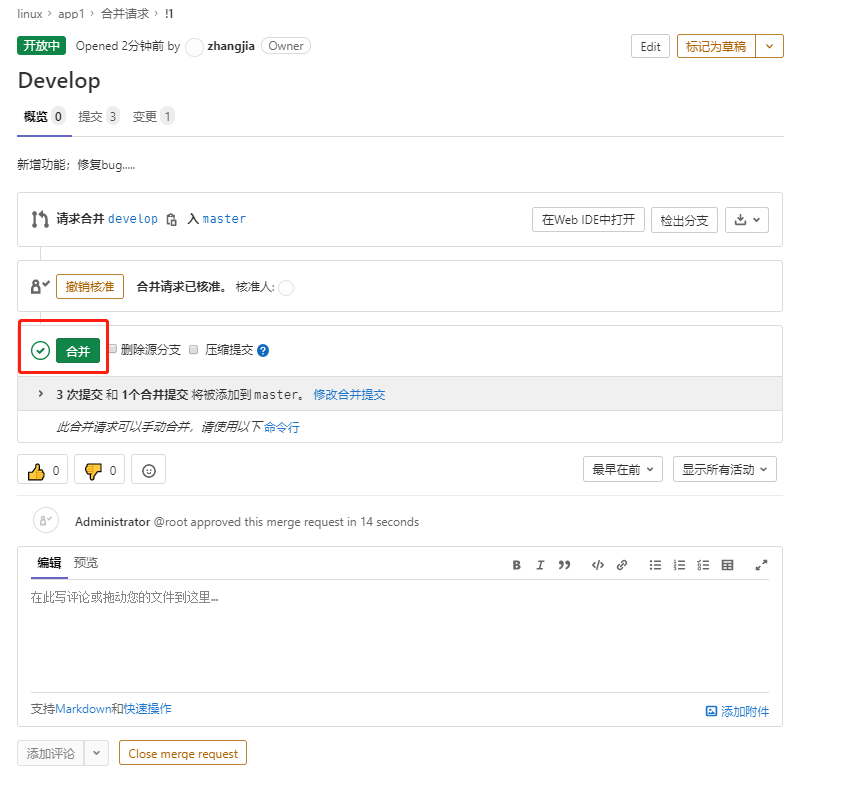 linux › app1 › 合并请求 › !1
开放中 Opened 2分钟前 by zhangjia Owner Edit 标记为草稿
Develop
概览 0 提交 3 变更 1
新增功能；修复bug.....
请求合并 develop 入 master 在Web IDE中打开 检出分支
撤销核准 合并请求已核准。 核准人:
合并 删除源分支 压缩提交 ?
3 次提交 和 1个合并提交 将被添加到 master。 修改合并提交
此合并请求可以手动合并，请使用以下 命令行
0 0 最早在前 显示所有活动
Administrator @root approved this merge request in 14 seconds
编辑 预览
在此写评论或拖动您的文件到这里…
支持Markdown和快速操作 添加附件
添加评论 Close merge request